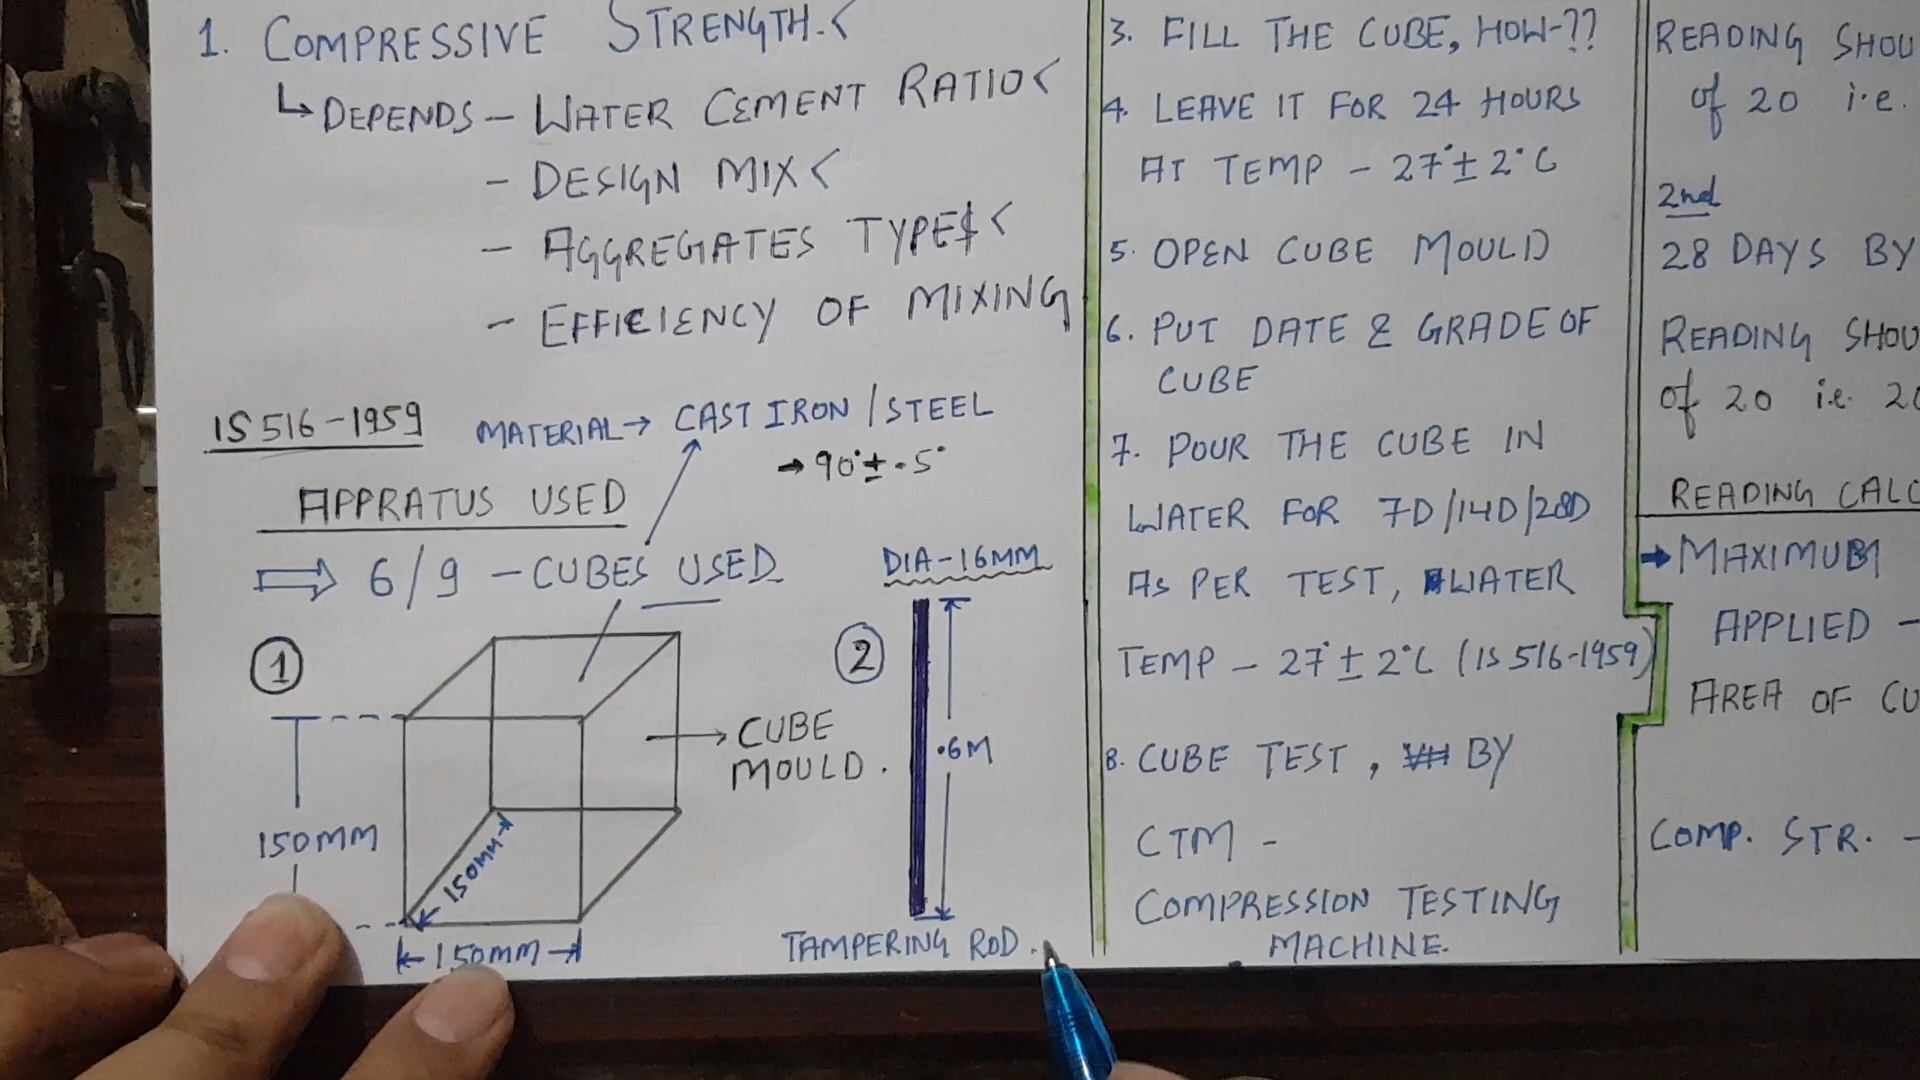 1. COMPRESSIVE STRENGTH.
DEPENDS - WATER CEMENT RATIO
- DESIGN MIX
- AGGREGATES TYPES
- EFFICIENCY OF MIXING
IS 516-1959
MATERIAL → CAST IRON / STEEL
→ 90° ± .5°
APPRATUS USED
⇒ 6/9 - CUBES USED
1
150MM
150MM
150MM
→ CUBE
MOULD.
DIA-16MM
2
.6M
TAMPERING ROD.
3. FILL THE CUBE, HOW-??
4. LEAVE IT FOR 24 HOURS
AT TEMP - 27° ± 2°C
5. OPEN CUBE MOULD
6. PUT DATE & GRADE OF
CUBE
7. POUR THE CUBE IN
WATER FOR 7D/14D/28D
AS PER TEST, WATER
TEMP - 27° ± 2°C (IS 516-1959)
8. CUBE TEST, BY
CTM -
COMPRESSION TESTING
MACHINE.
READING SHOU
of 20 i.e.
2nd
28 DAYS BY
READING SHOU
of 20 i.e. 20
READING CALC
→ MAXIMUM
APPLIED -
AREA OF CU
COMP. STR. -